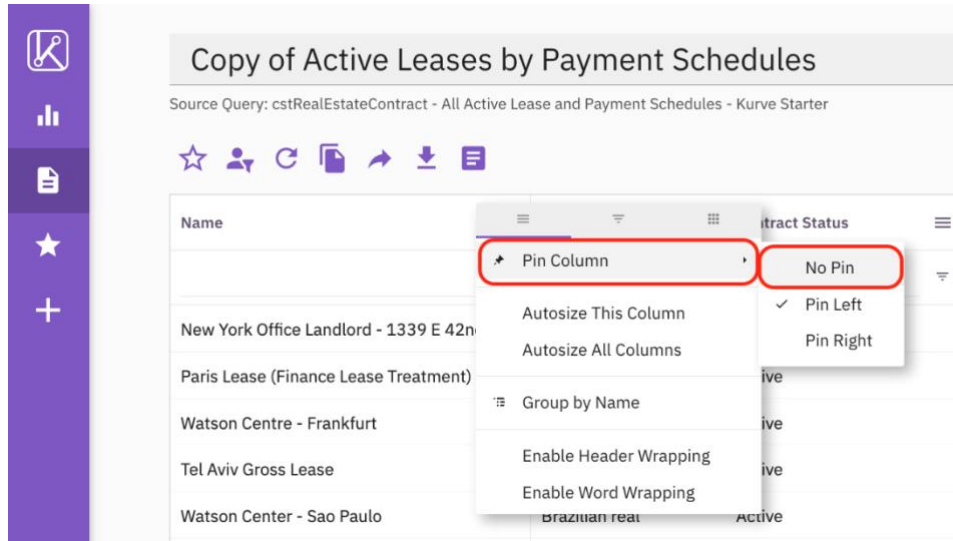 Copy of Active Leases by Payment Schedules
Source Query: cstRealEstateContract - All Active Lease and Payment Schedules - Kurve Starter
Name
Status
Pin Column
No Pin
Pin Left
Pin Right
Autosize This Column
Autosize All Columns
Group by Name
Enable Header Wrapping
Enable Word Wrapping
New York Office Landlord - 1339 E
Paris Lease (Finance Lease Treatment)
Watson Centre - Frankfurt
Tel Aviv Gross Lease
Watson Center - Sao Paulo
Brazilian real
Active